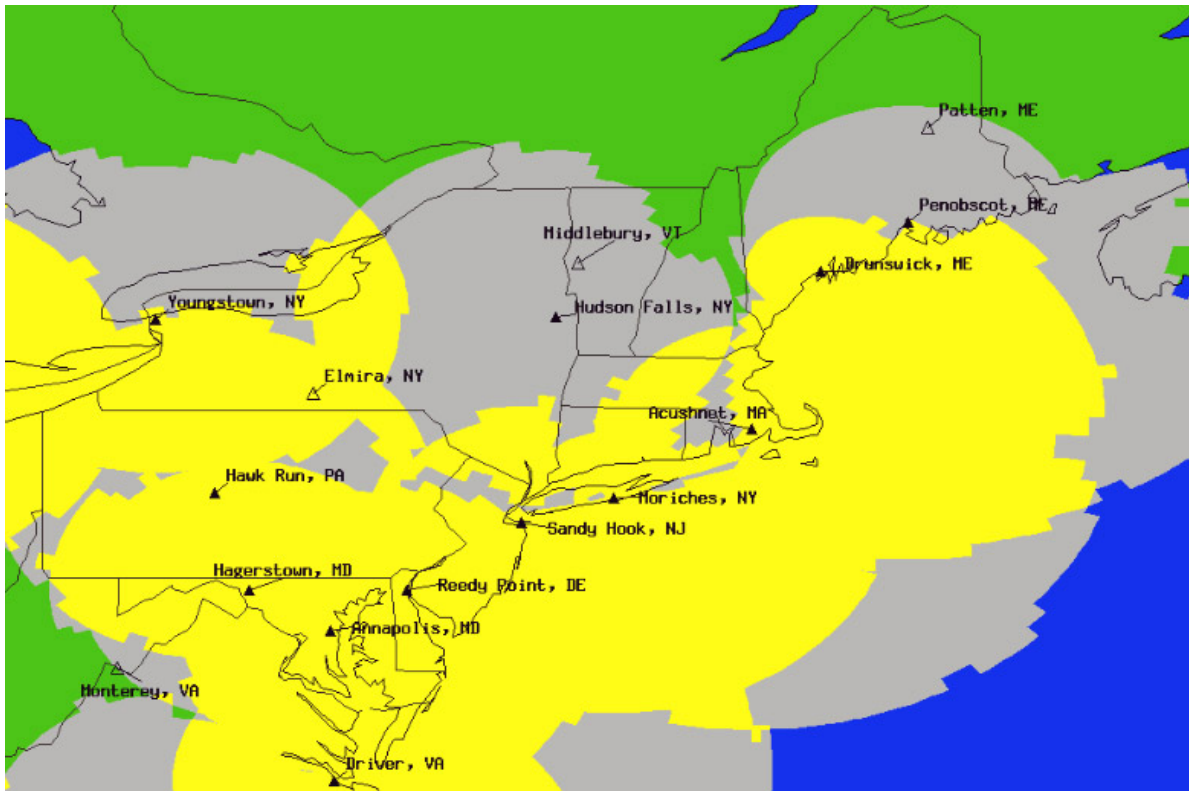 Patten, ME
Penobscot, ME
Middlebury, VT
Brunswick, ME
Youngstown, NY
Hudson Falls, NY
Elmira, NY
Acushnet, MA
Hawk Run, PA
Moriches, NY
Sandy Hook, NJ
Hagerstown, MD
Reedy Point, DE
Annapolis, MD
Monterey, VA
Driver, VA